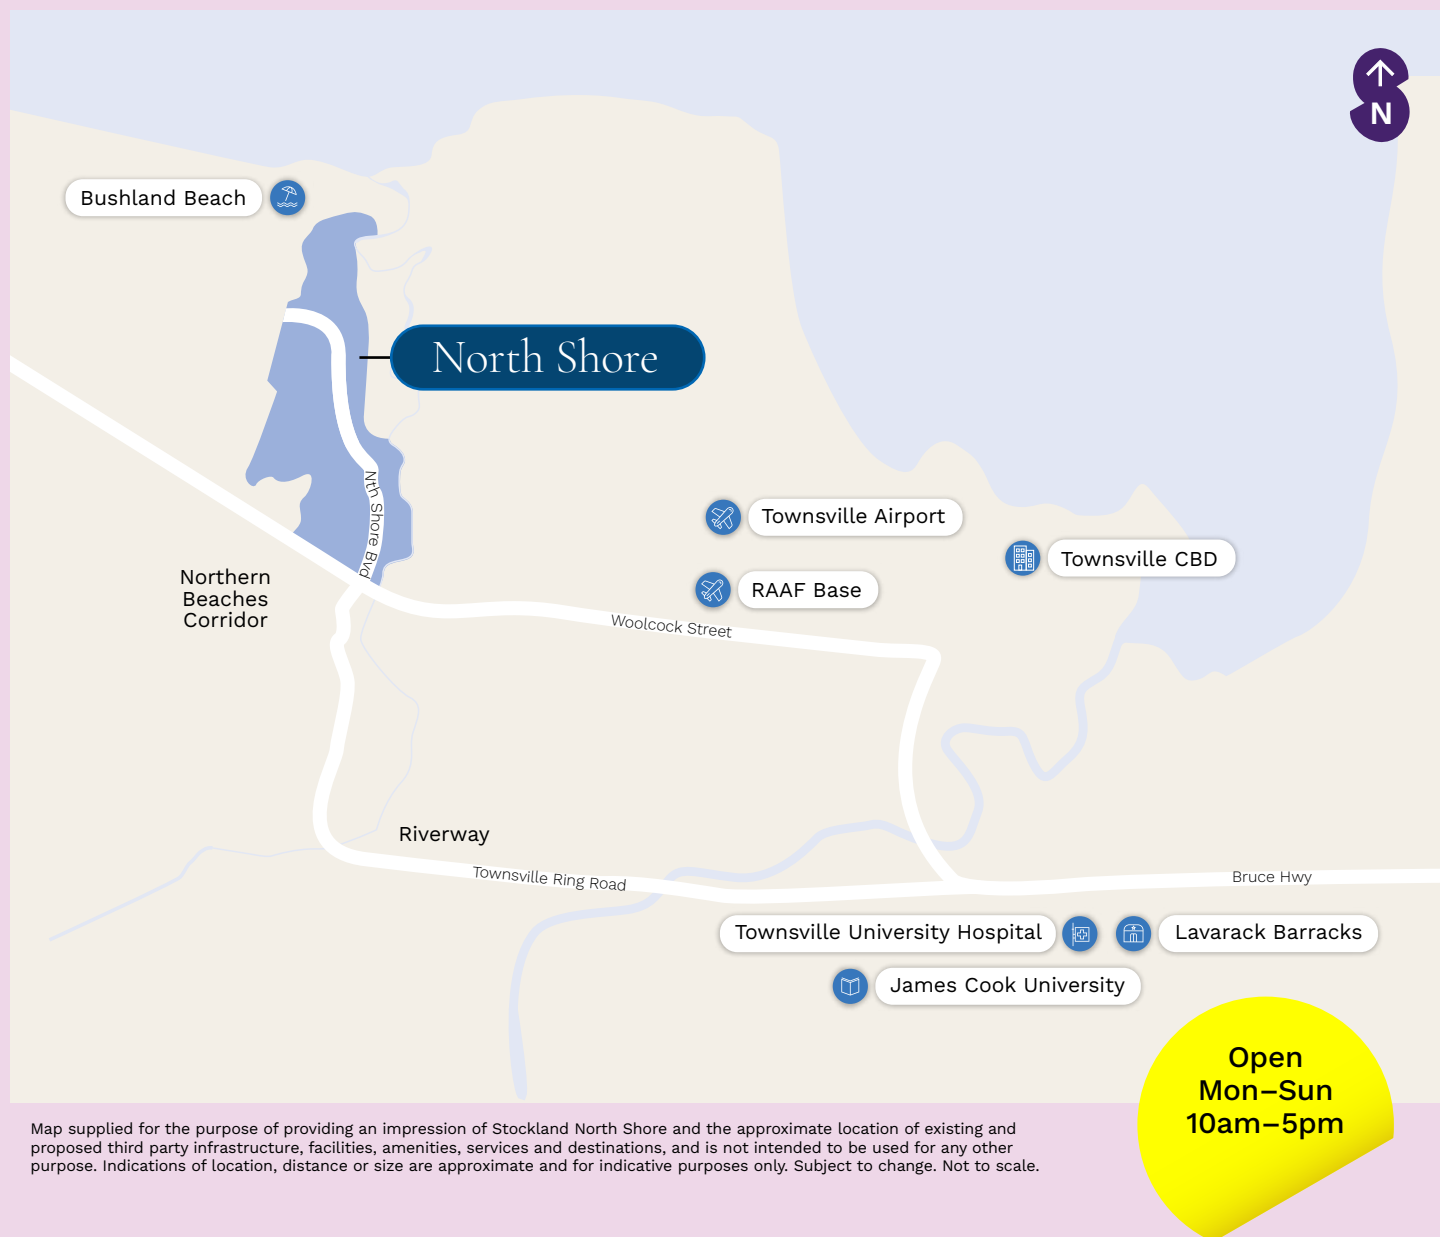 N
Bushland Beach
North Shore
Nth Shore Bvd
Townsville Airport
Townsville CBD
RAAF Base
Northern
Beaches
Corridor
Woolcock Street
Riverway
Townsville Ring Road
Bruce Hwy
Townsville University Hospital
Lavarack Barracks
James Cook University
Open
Mon–Sun
10am–5pm
Map supplied for the purpose of providing an impression of Stockland North Shore and the approximate location of existing and
proposed third party infrastructure, facilities, amenities, services and destinations, and is not intended to be used for any other
purpose. Indications of location, distance or size are approximate and for indicative purposes only. Subject to change. Not to scale.